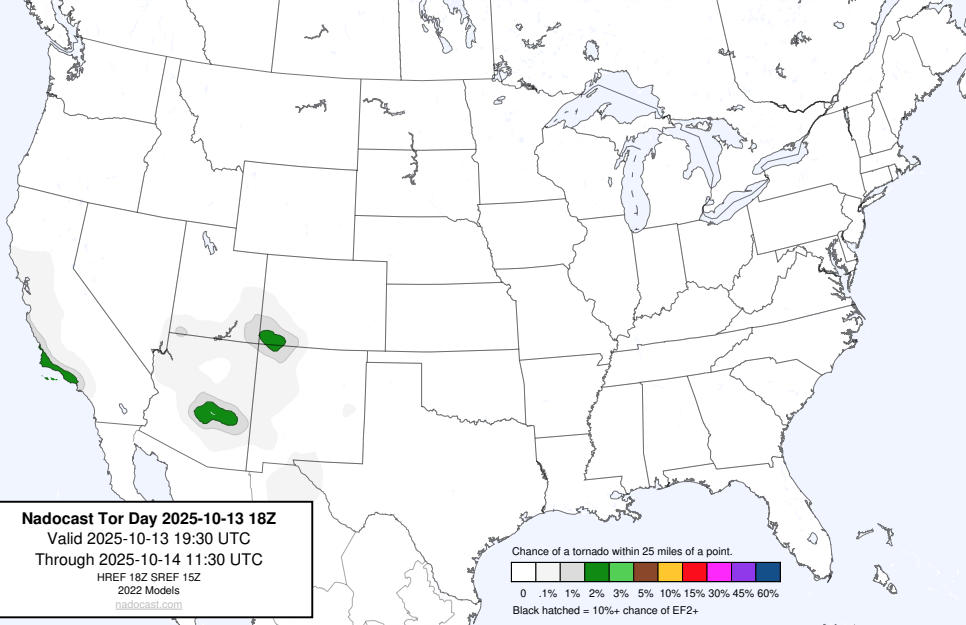 Nadocast Tor Day 2025-10-13 18Z
Valid 2025-10-13 19:30 UTC
Through 2025-10-14 11:30 UTC
HREF 18Z SREF 15Z
2022 Models
nadocast.com
Chance of a tornado within 25 miles of a point.
0 .1% 1% 2% 3% 5% 10% 15% 30% 45% 60%
Black hatched = 10%+ chance of EF2+